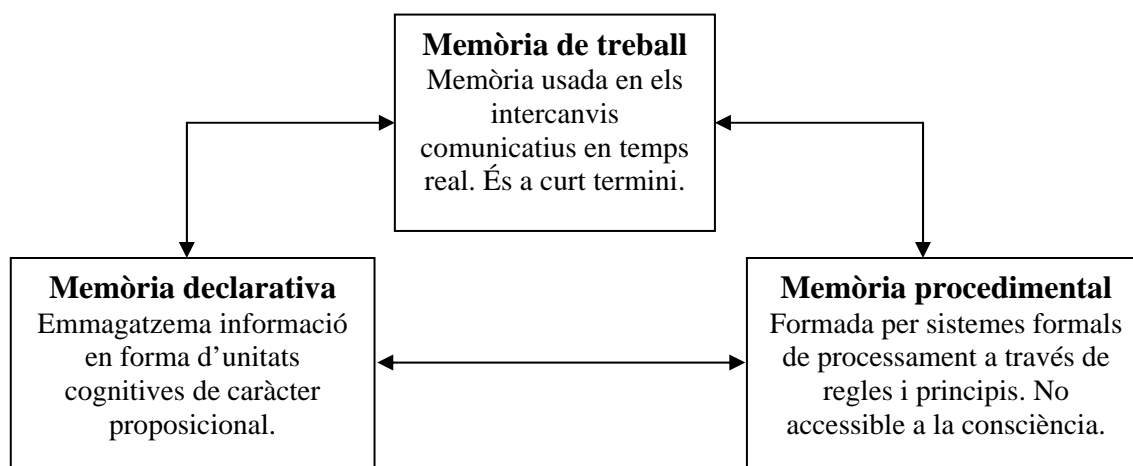 Memòria de treball
Memòria usada en els
intercanvis
comunicatius en temps
real. És a curt termini.
Memòria declarativa
Emmagatzema informació
en forma d’unitats
cognitives de caràcter
proposicional.
Memòria procedimental
Formada per sistemes formals
de processament a través de
regles i principis. No
accessible a la consciència.